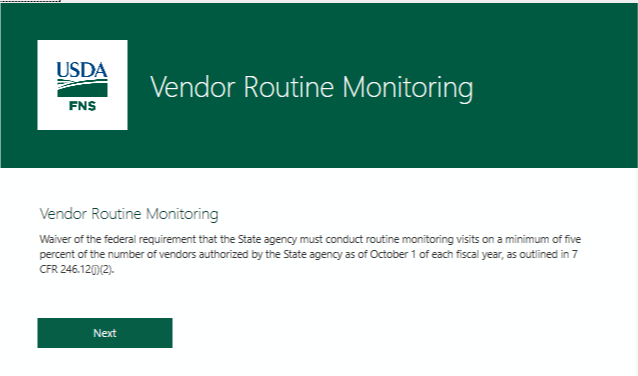 USDA
FNS
Vendor Routine Monitoring
Vendor Routine Monitoring
Waiver of the federal requirement that the State agency must conduct routine monitoring visits on a minimum of five
percent of the number of vendors authorized by the State agency as of October 1 of each fiscal year, as outlined in 7
CFR 246.12(j)(2).
Next